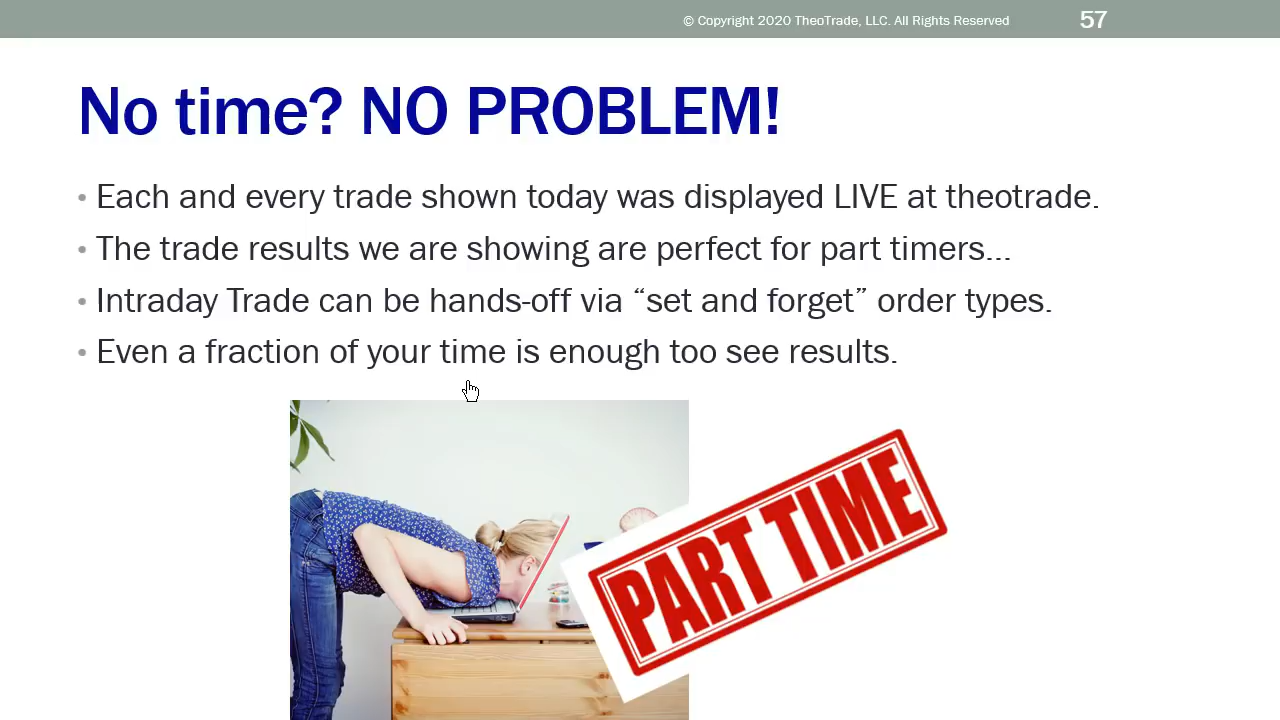 © Copyright 2020 TheoTrade, LLC. All Rights Reserved
57
No time? NO PROBLEM!
• Each and every trade shown today was displayed LIVE at theotrade.
• The trade results we are showing are perfect for part timers...
• Intraday Trade can be hands-off via “set and forget” order types.
• Even a fraction of your time is enough too see results.
PART TIME